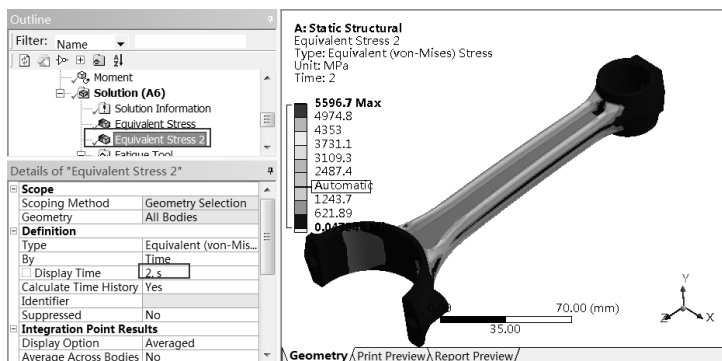 Outline
Filter: Name
Moment
Solution (A6)
Solution Information
Equivalent Stress
Equivalent Stress 2
Fatigue Tool
Details of "Equivalent Stress 2"
Scope
Scoping Method Geometry Selection
Geometry All Bodies
Definition
Type Equivalent (von-Mis...
By Time
Display Time 2. s
Calculate Time History Yes
Identifier
Suppressed No
Integration Point Results
Display Option Averaged
Average Across Bodies No
A: Static Structural
Equivalent Stress 2
Type: Equivalent (von-Mises) Stress
Unit: MPa
Time: 2
5596.7 Max
4974.8
4353
3731.1
3109.3
2487.4
Automatic
1243.7
621.89
70.00 (mm)
35.00
Y
Z X
Geometry Print Preview Report Preview